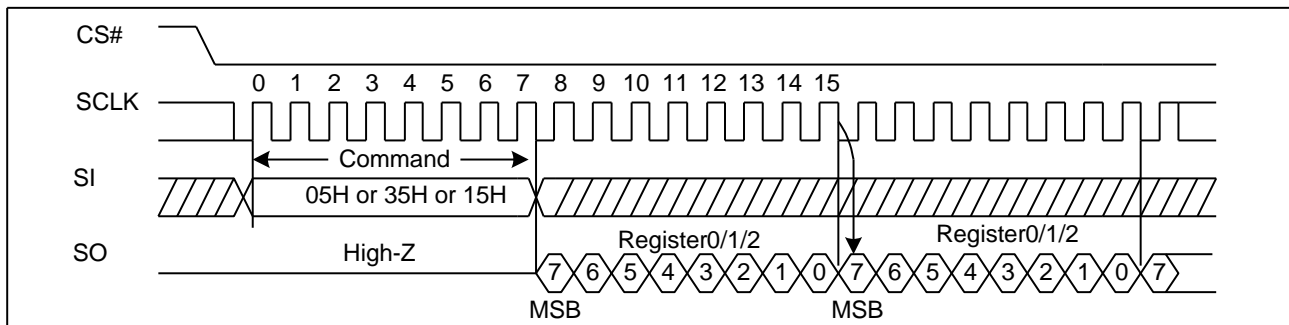 CS#
0 1 2 3 4 5 6 7 8 9 10 11 12 13 14 15
SCLK
Command
SI
05H or 35H or 15H
Register0/1/2 Register0/1/2
SO High-Z
7 6 5 4 3 2 1 0 7 6 5 4 3 2 1 0 7
MSB MSB